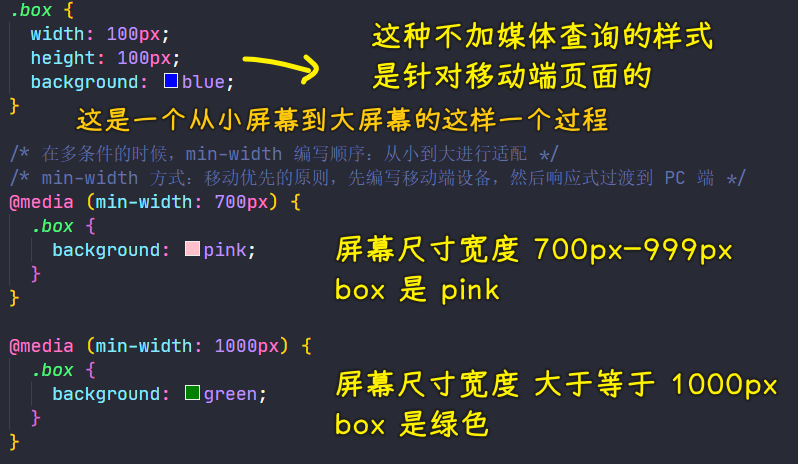 .box {
width: 100px;
这种不加媒体查询的样式
height: 100px;
是针对移动端页面的
background: blue;
}
这是一个从小屏幕到大屏幕的这样一个过程
/* 在多条件的时候，min-width 编写顺序：从小到大进行适配 */
/* min-width 方式：移动优先的原则，先编写移动端设备，然后响应式过渡到 PC 端 */
@media (min-width: 700px) {
.box {
background: pink;
}
}
屏幕尺寸宽度 700px-999px
box 是 pink
@media (min-width: 1000px) {
.box {
background: green;
}
}
屏幕尺寸宽度 大于等于 1000px
box 是绿色